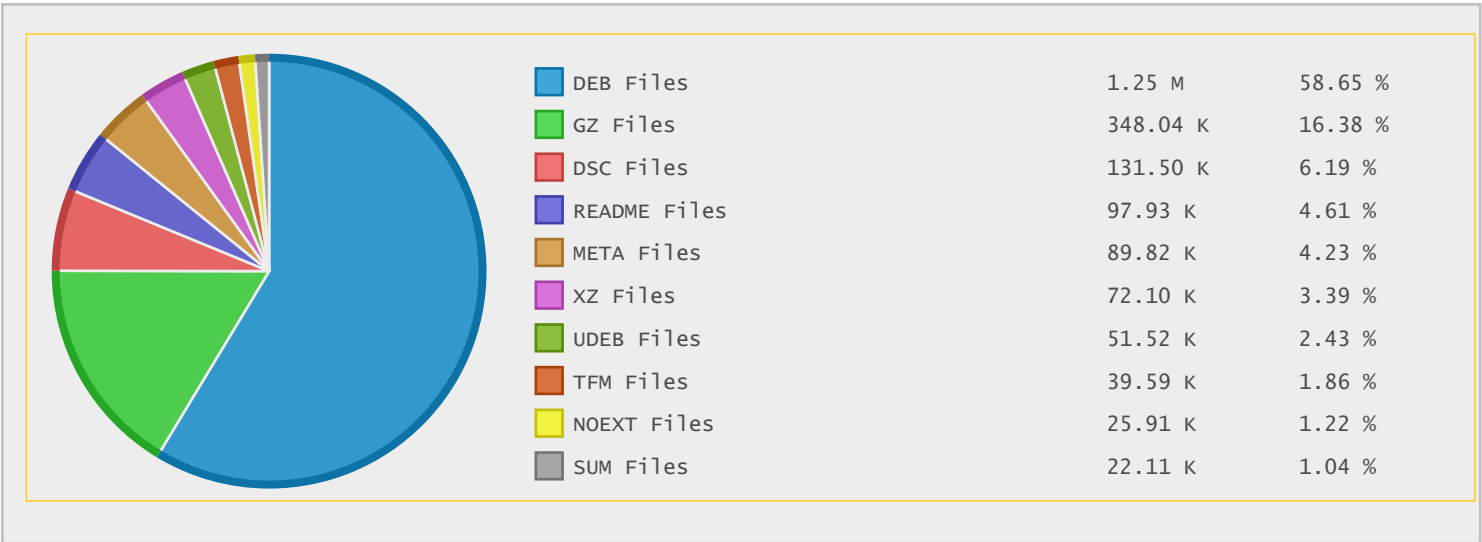 DEB Files 1.25 M 58.65 %
GZ Files 348.04 K 16.38 %
DSC Files 131.50 K 6.19 %
README Files 97.93 K 4.61 %
META Files 89.82 K 4.23 %
XZ Files 72.10 K 3.39 %
UDEB Files 51.52 K 2.43 %
TFM Files 39.59 K 1.86 %
NOEXT Files 25.91 K 1.22 %
SUM Files 22.11 K 1.04 %